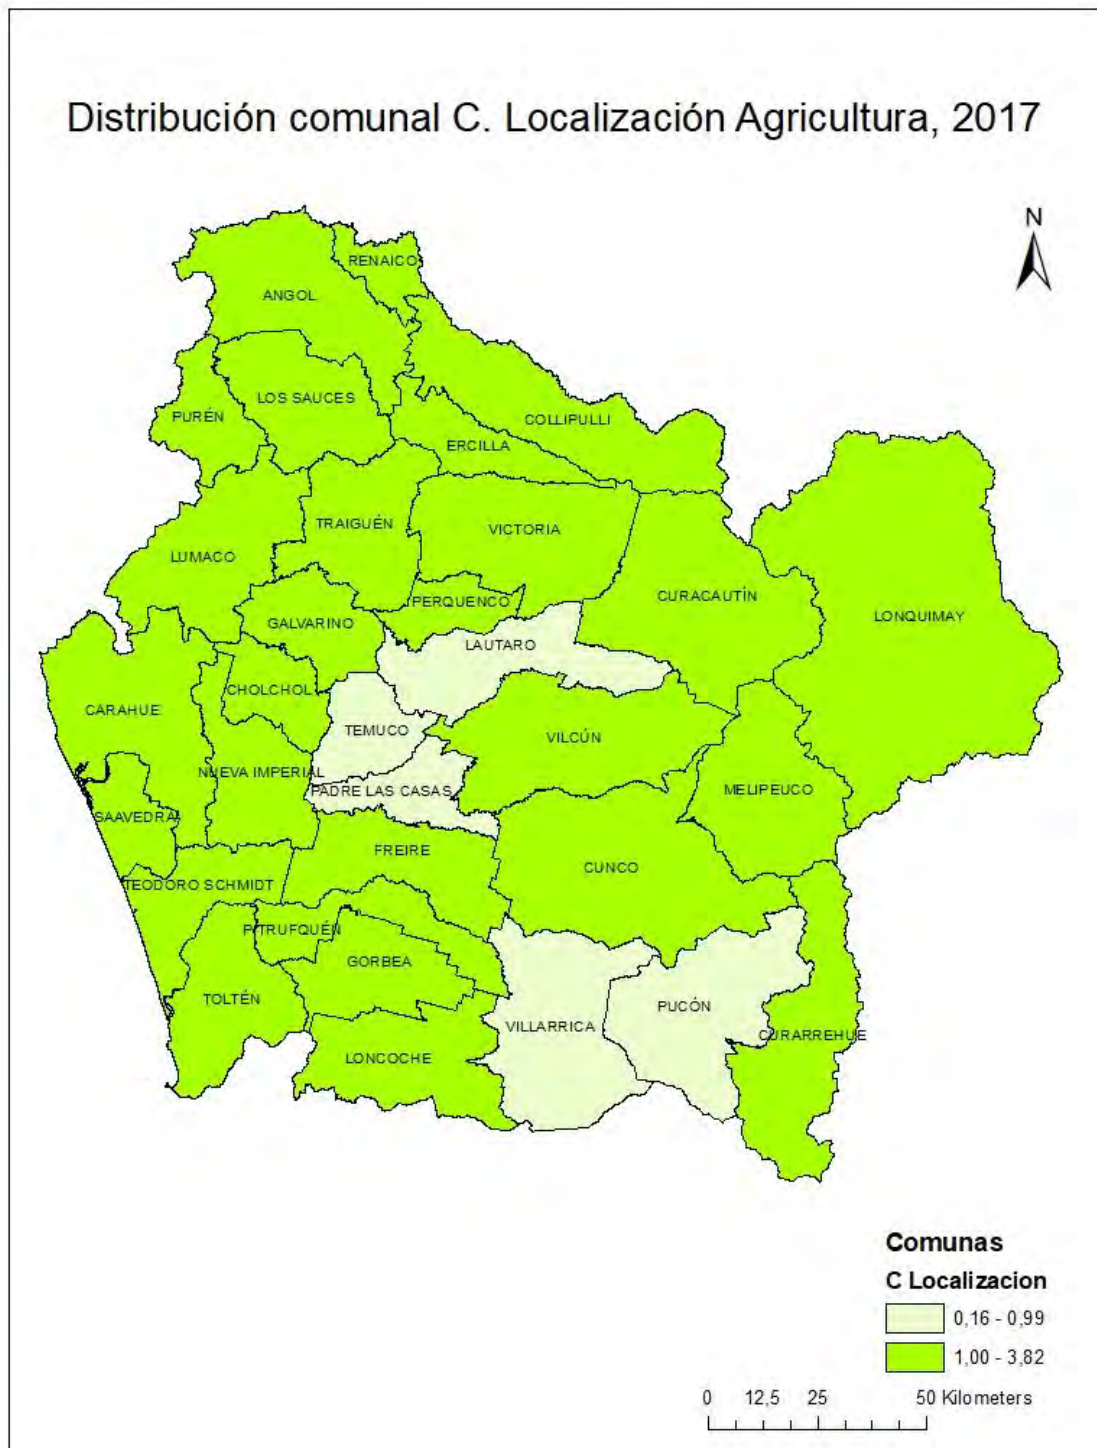 Distribución comunal C. Localización Agricultura, 2017
N
RENAICO
ANGOL
LOS SAUCES
PURÉN
COLLIPULLI
ERCILLA
TRAIGUÉN
VICTORIA
LUMACO
CURACAUTÍN
PERQUENCO
LONQUIMAY
GALVARINO
LAUTARO
CHOLCHOL
CARAHUE
TEMUCO
VILCÚN
NUEVA IMPERIAL
PADRE LAS CASAS
MELIPEUCO
SAAVEDRA
FREIRE
CUNCO
TEODORO SCHMIDT
PITRUFQUÉN
GORBEA
TOLTÉN
PUCÓN
VILLARRICA
CURARREHUE
LONCOCHE
Comunas
C Localizacion
0,16 - 0,99
1,00 - 3,82
0 12,5 25 50 Kilometers